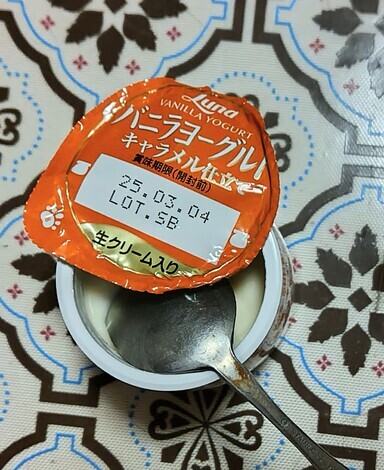 Luna
VANILLA YOGURT
バニラヨーグルト
キャラメル仕立て
賞味期限(開封前)
25.03.04
LOT.SB
生クリーム入り